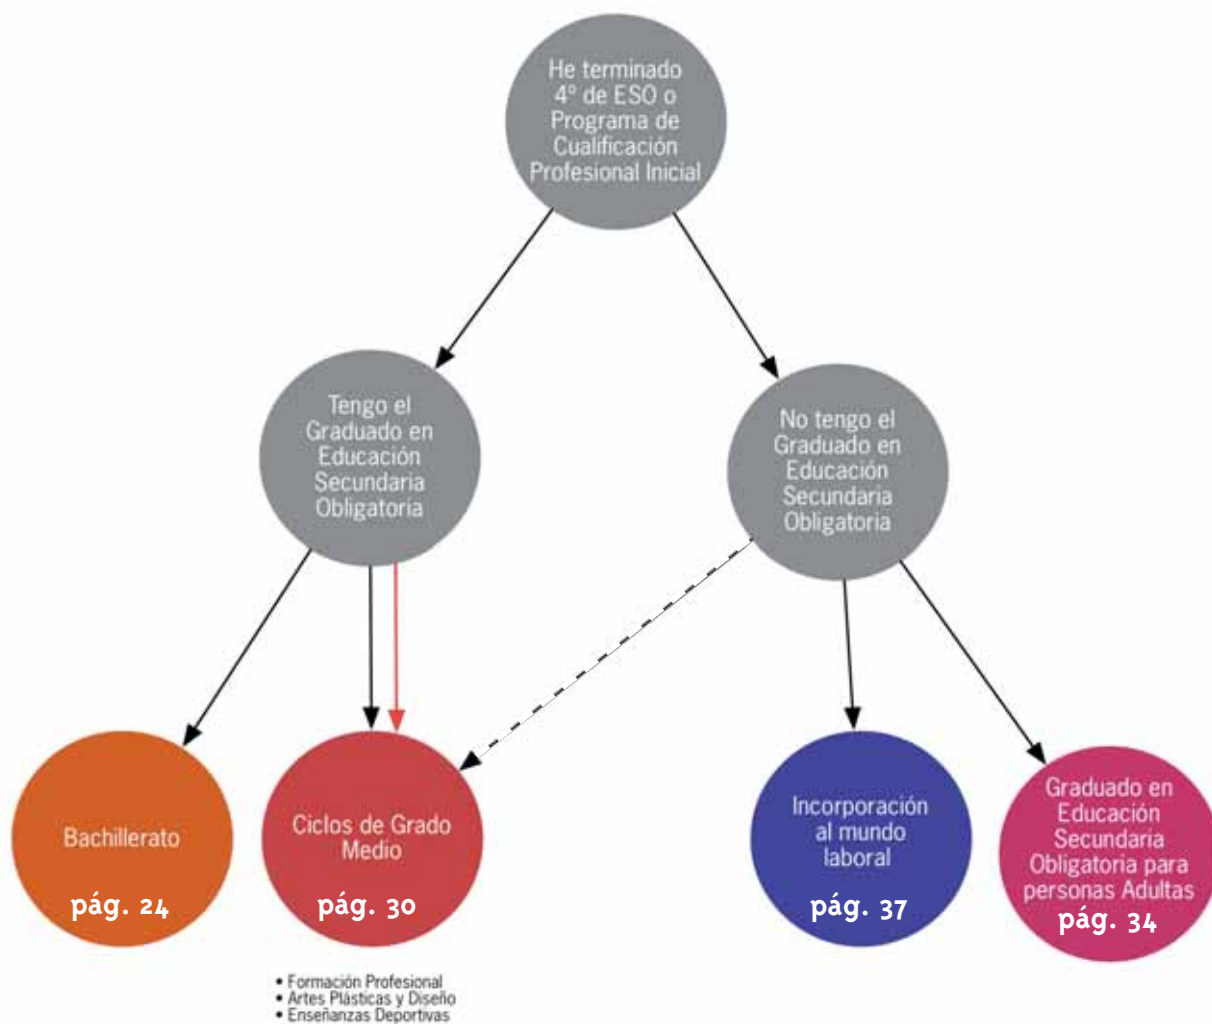 He terminado
4º de ESO o
Programa de
Cualificación
Profesional Inicial
Tengo el
Graduado en
Educación
Secundaria
Obligatoria
No tengo el
Graduado en
Educación
Secundaria
Obligatoria
Bachillerato
pág. 24
Ciclos de Grado
Medio
pág. 30
Incorporación
al mundo
laboral
pág. 37
Graduado en
Educación
Secundaria
Obligatoria para
personas Adultas
pág. 34
• Formación Profesional
• Artes Plásticas y Diseño
• Enseñanzas Deportivas